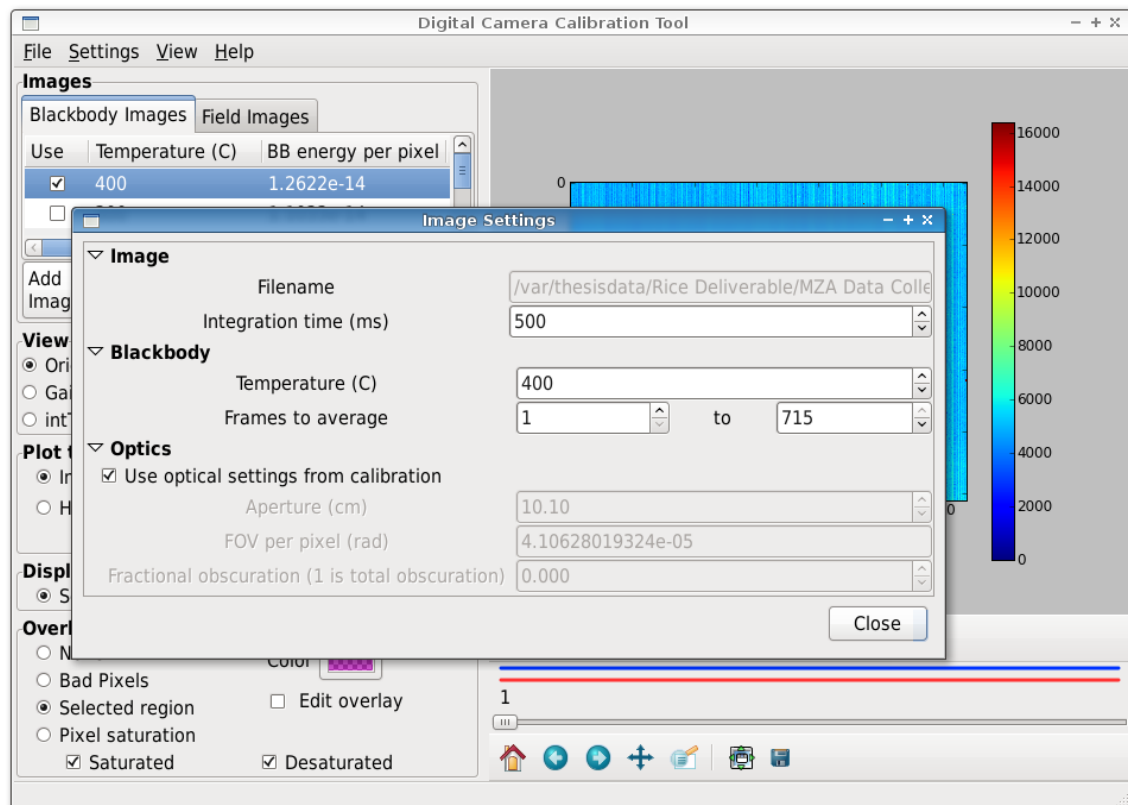 Digital Camera Calibration Tool
File Settings View Help
Images
Blackbody Images Field Images
Use Temperature (C) BB energy per pixel
400 1.2622e-14
Image Settings
Image
Filename /var/thesisdata/Rice Deliverable/MZA Data Colle
Integration time (ms) 500
Blackbody
Temperature (C) 400
Frames to average 1 to 715
Optics
Use optical settings from calibration
Aperture (cm) 10.10
FOV per pixel (rad) 4.10628019324e-05
Fractional obscuration (1 is total obscuration) 0.000
Close
Add
Imag
View
Ori
Gai
int
Plot t
H
Displ
S
Overl
N
Color
Bad Pixels
Selected region
Edit overlay
Pixel saturation
Saturated Desaturated
0
0
16000
14000
12000
10000
8000
6000
4000
2000
0
1